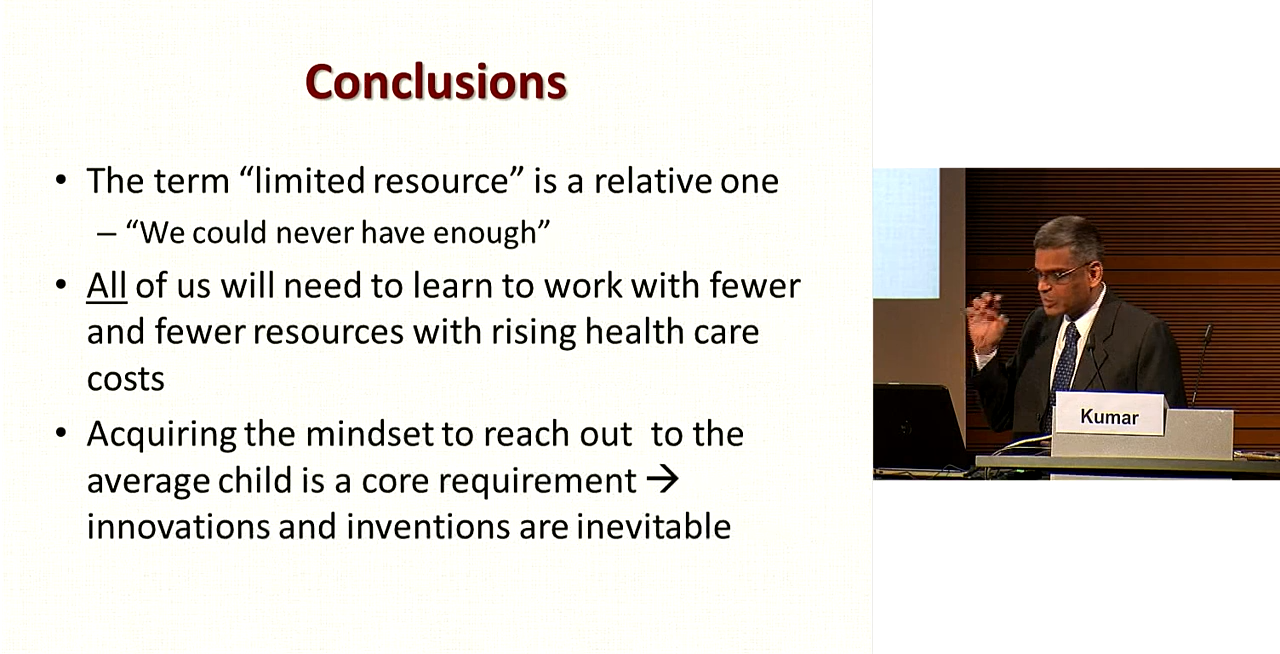 Conclusions
• The term “limited resource” is a relative one
– “We could never have enough”
• All of us will need to learn to work with fewer
and fewer resources with rising health care
costs
• Acquiring the mindset to reach out to the
average child is a core requirement →
innovations and inventions are inevitable
Kumar